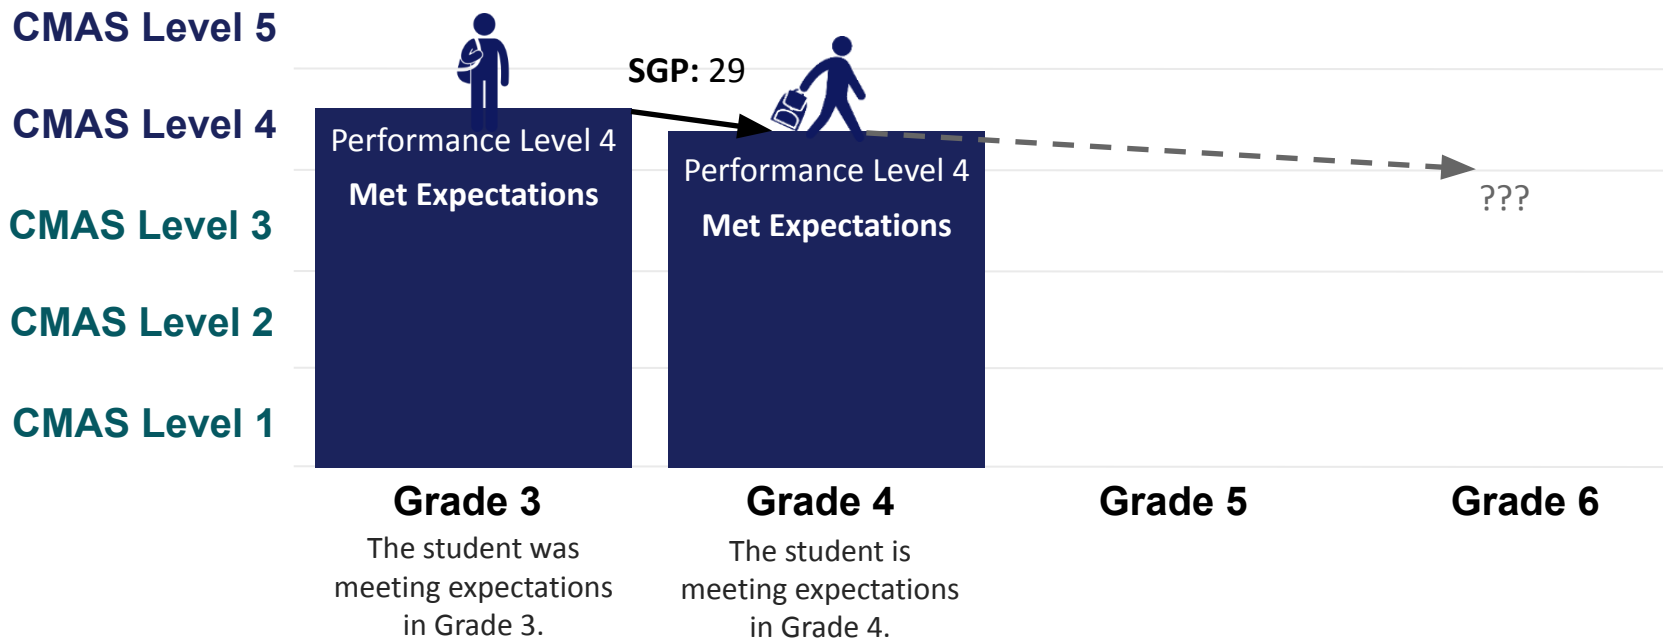 CMAS Level 5
SGP: 29
CMAS Level 4
Performance Level 4
Met Expectations
Performance Level 4
Met Expectations
???
CMAS Level 3
CMAS Level 2
CMAS Level 1
Grade 3
Grade 4
Grade 5
Grade 6
The student was
meeting expectations
in Grade 3.
The student is
meeting expectations
in Grade 4.